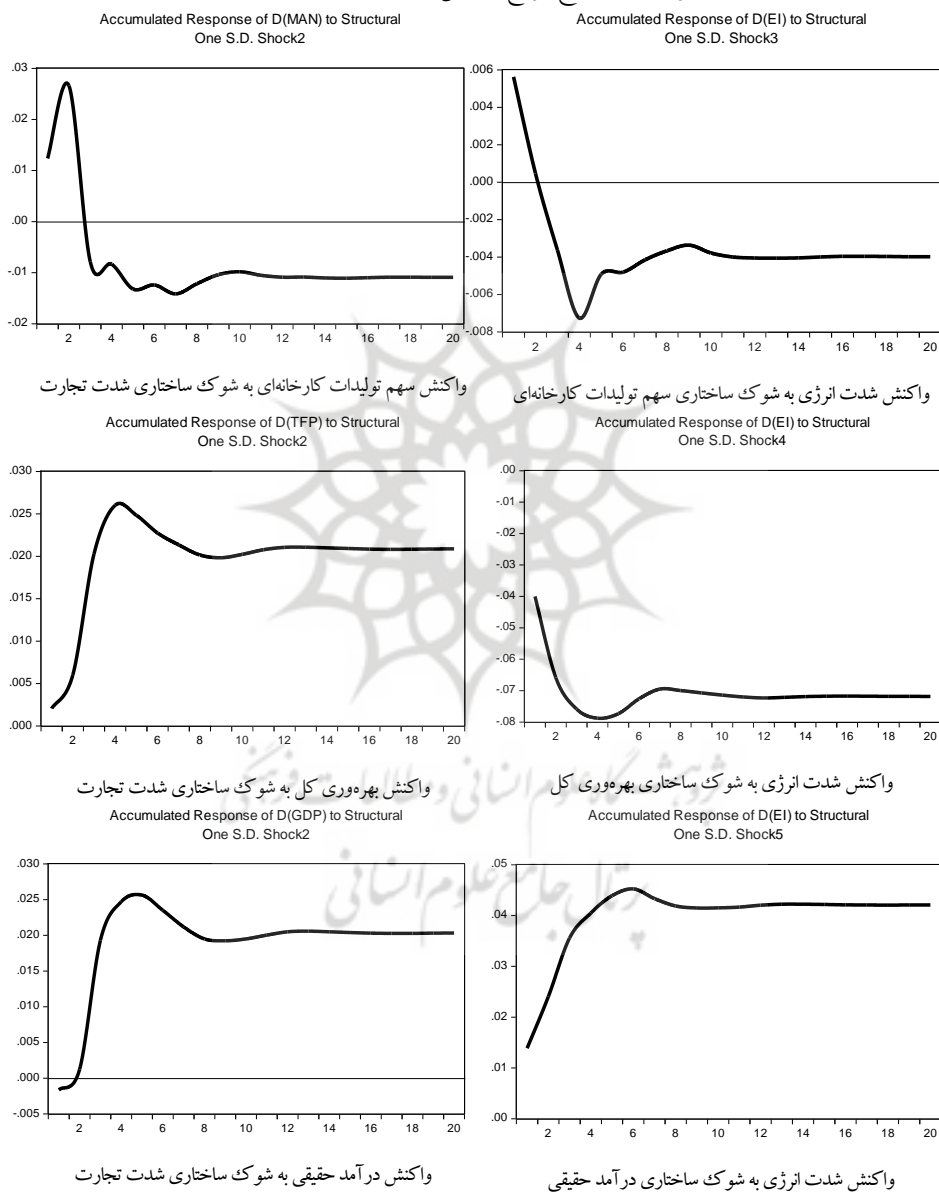 Accumulated Response of D(MAN) to Structural
One S.D. Shock2
.03
.02
.01
.00
-.01
-.02
2 4 6 8 10 12 14 16 18 20
واکنش سهم تولیدات کارخانه‌ای به شوک ساختاری شدت تجارت
Accumulated Response of D(EI) to Structural
One S.D. Shock3
.006
.004
.002
.000
-.002
-.004
-.006
-.008
2 4 6 8 10 12 14 16 18 20
واکنش شدت انرژی به شوک ساختاری سهم تولیدات کارخانه‌ای
Accumulated Response of D(TFP) to Structural
One S.D. Shock2
.030
.025
.020
.015
.010
.005
.000
2 4 6 8 10 12 14 16 18 20
واکنش بهره‌وری کل به شوک ساختاری شدت تجارت
Accumulated Response of D(EI) to Structural
One S.D. Shock4
.00
-.01
-.02
-.03
-.04
-.05
-.06
-.07
-.08
2 4 6 8 10 12 14 16 18 20
واکنش شدت انرژی به شوک ساختاری بهره‌وری کل
پژوهشگاه علوم انسانی و مطالعات فرهنگی
Accumulated Response of D(GDP) to Structural
One S.D. Shock2
.030
.025
.020
.015
.010
.005
.000
-.005
2 4 6 8 10 12 14 16 18 20
واکنش درآمد حقیقی به شوک ساختاری شدت تجارت
Accumulated Response of D(EI) to Structural
One S.D. Shock5
.05
.04
.03
.02
.01
.00
2 4 6 8 10 12 14 16 18 20
واکنش شدت انرژی به شوک ساختاری درآمد حقیقی
پرتال جامع علوم انسانی